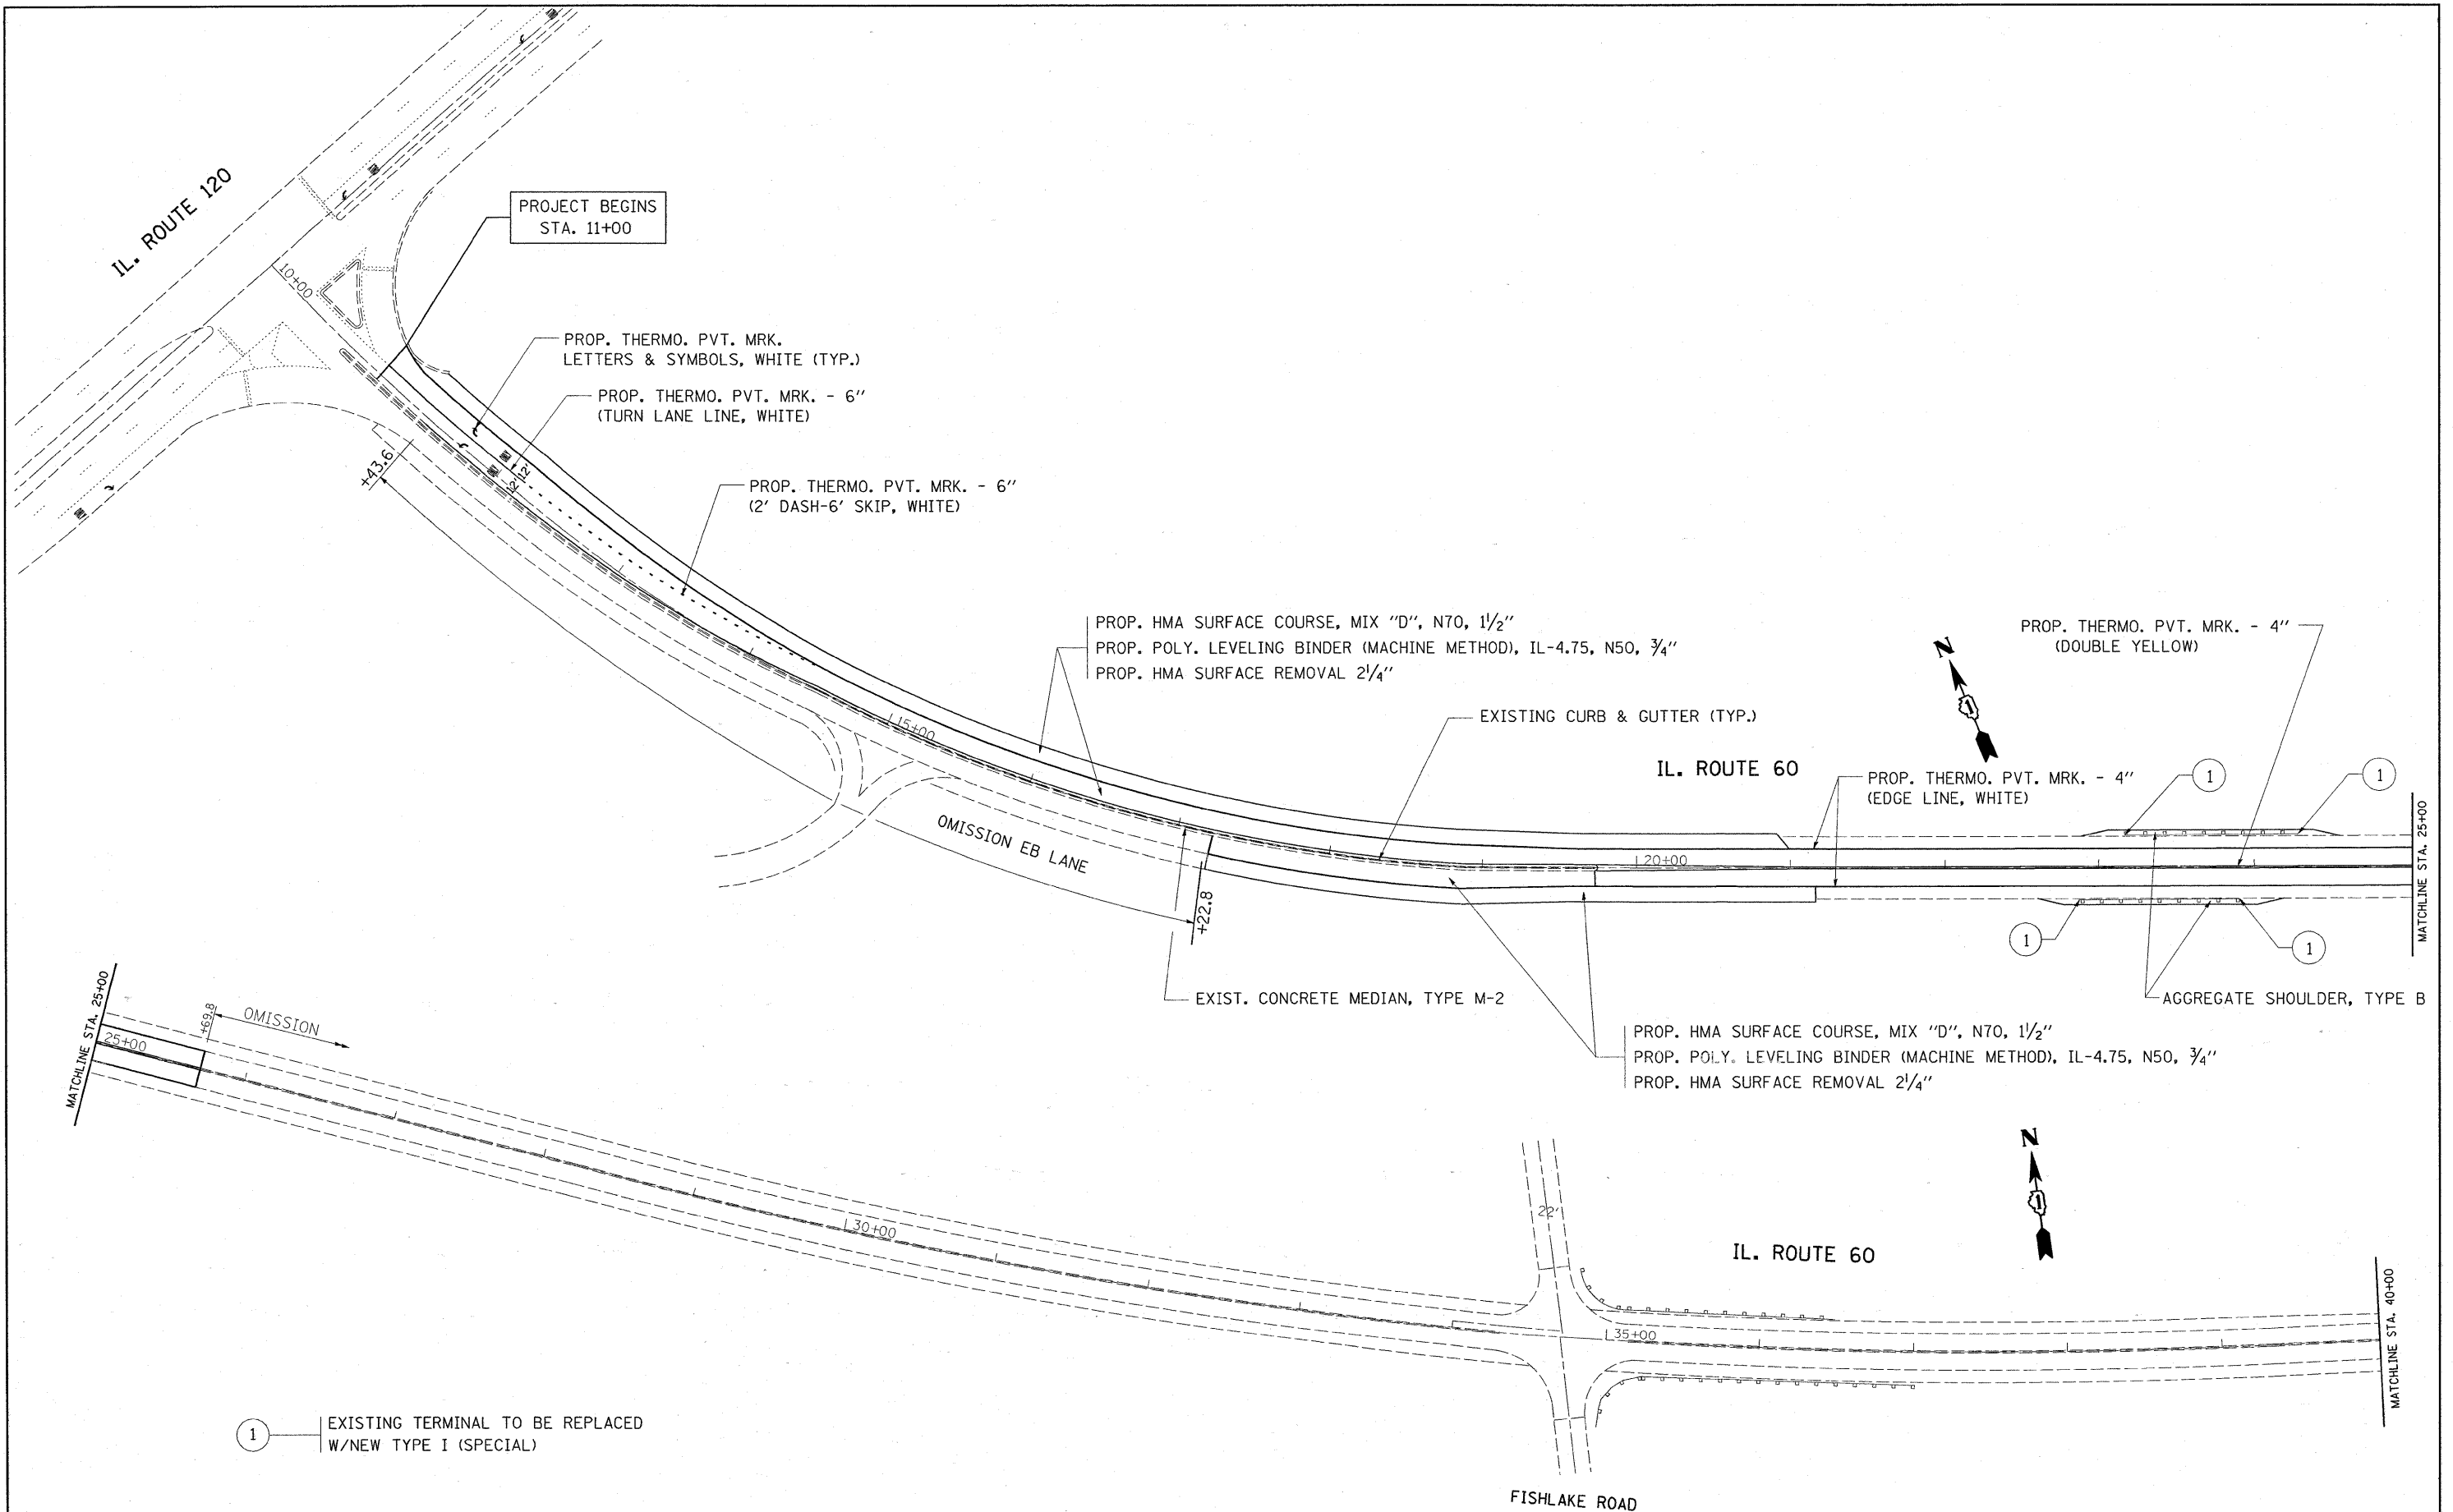 IL. ROUTE 120
PROJECT BEGINS
STA. 11+00
10+00
PROP. THERMO. PVT. MRK.
LETTERS & SYMBOLS, WHITE (TYP.)
PROP. THERMO. PVT. MRK. - 6"
(TURN LANE LINE, WHITE)
+43.6
12'
12'
PROP. THERMO. PVT. MRK. - 6"
(2' DASH-6' SKIP, WHITE)
PROP. HMA SURFACE COURSE, MIX "D", N70, 1½"
PROP. POLY. LEVELING BINDER (MACHINE METHOD), IL-4.75, N50, ¾"
PROP. HMA SURFACE REMOVAL 2¼"
PROP. THERMO. PVT. MRK. - 4"
(DOUBLE YELLOW)
N
1
15+00
EXISTING CURB & GUTTER (TYP.)
IL. ROUTE 60
PROP. THERMO. PVT. MRK. - 4"
(EDGE LINE, WHITE)
1
1
OMISSION EB LANE
20+00
MATCHLINE STA. 25+00
+22.8
1
1
EXIST. CONCRETE MEDIAN, TYPE M-2
AGGREGATE SHOULDER, TYPE B
PROP. HMA SURFACE COURSE, MIX "D", N70, 1½"
PROP. POLY. LEVELING BINDER (MACHINE METHOD), IL-4.75, N50, ¾"
PROP. HMA SURFACE REMOVAL 2¼"
MATCHLINE STA. 25+00
25+00
+69.8
OMISSION
30+00
22'
N
1
IL. ROUTE 60
35+00
MATCHLINE STA. 40+00
1
EXISTING TERMINAL TO BE REPLACED
W/NEW TYPE I (SPECIAL)
FISHLAKE ROAD